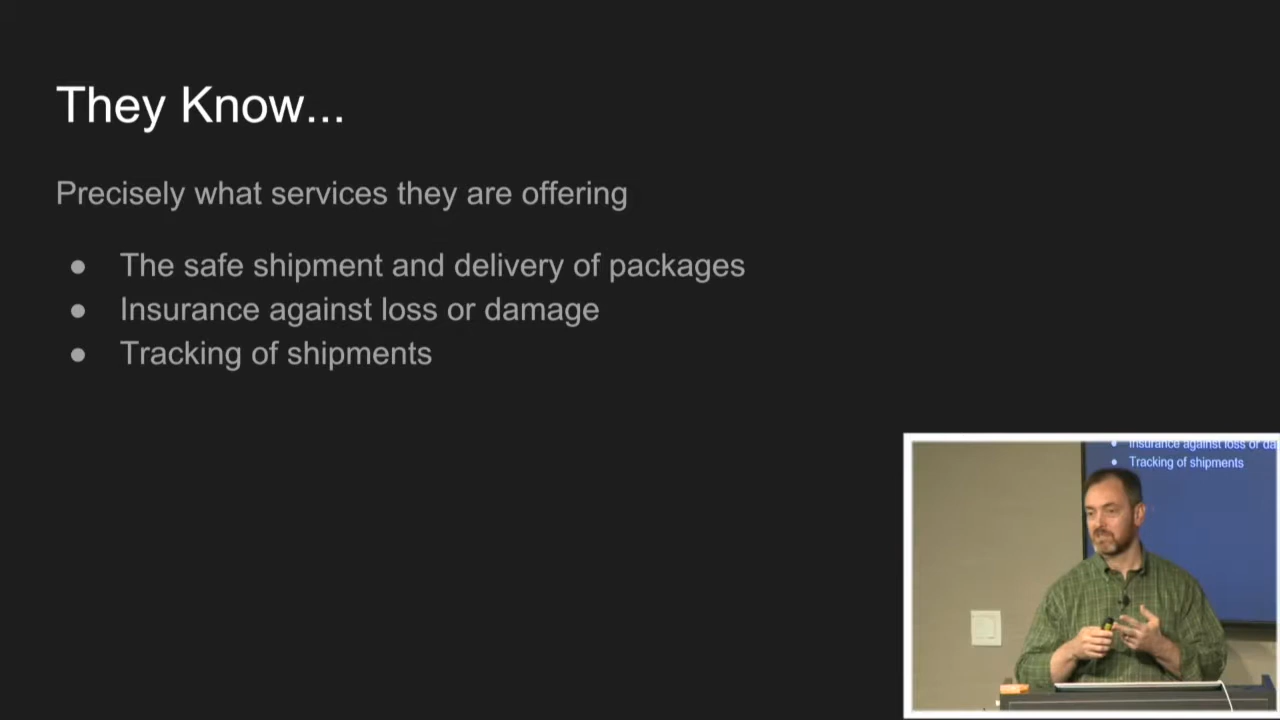 They Know...
Precisely what services they are offering
● The safe shipment and delivery of packages
● Insurance against loss or damage
● Tracking of shipments
● Insurance against loss or da
● Tracking of shipments